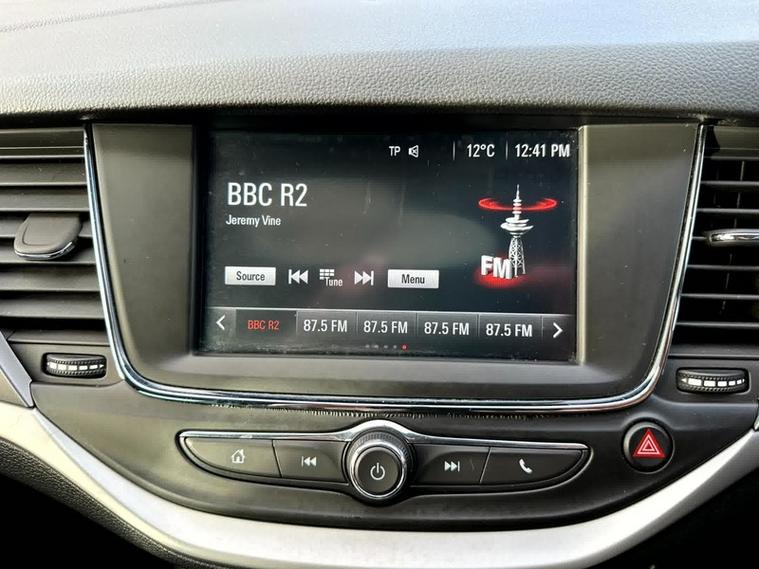 TP 12°C 12:41 PM
BBC R2
Jeremy Vine
FM
Source Tune Menu
BBC R2 87.5 FM 87.5 FM 87.5 FM 87.5 FM